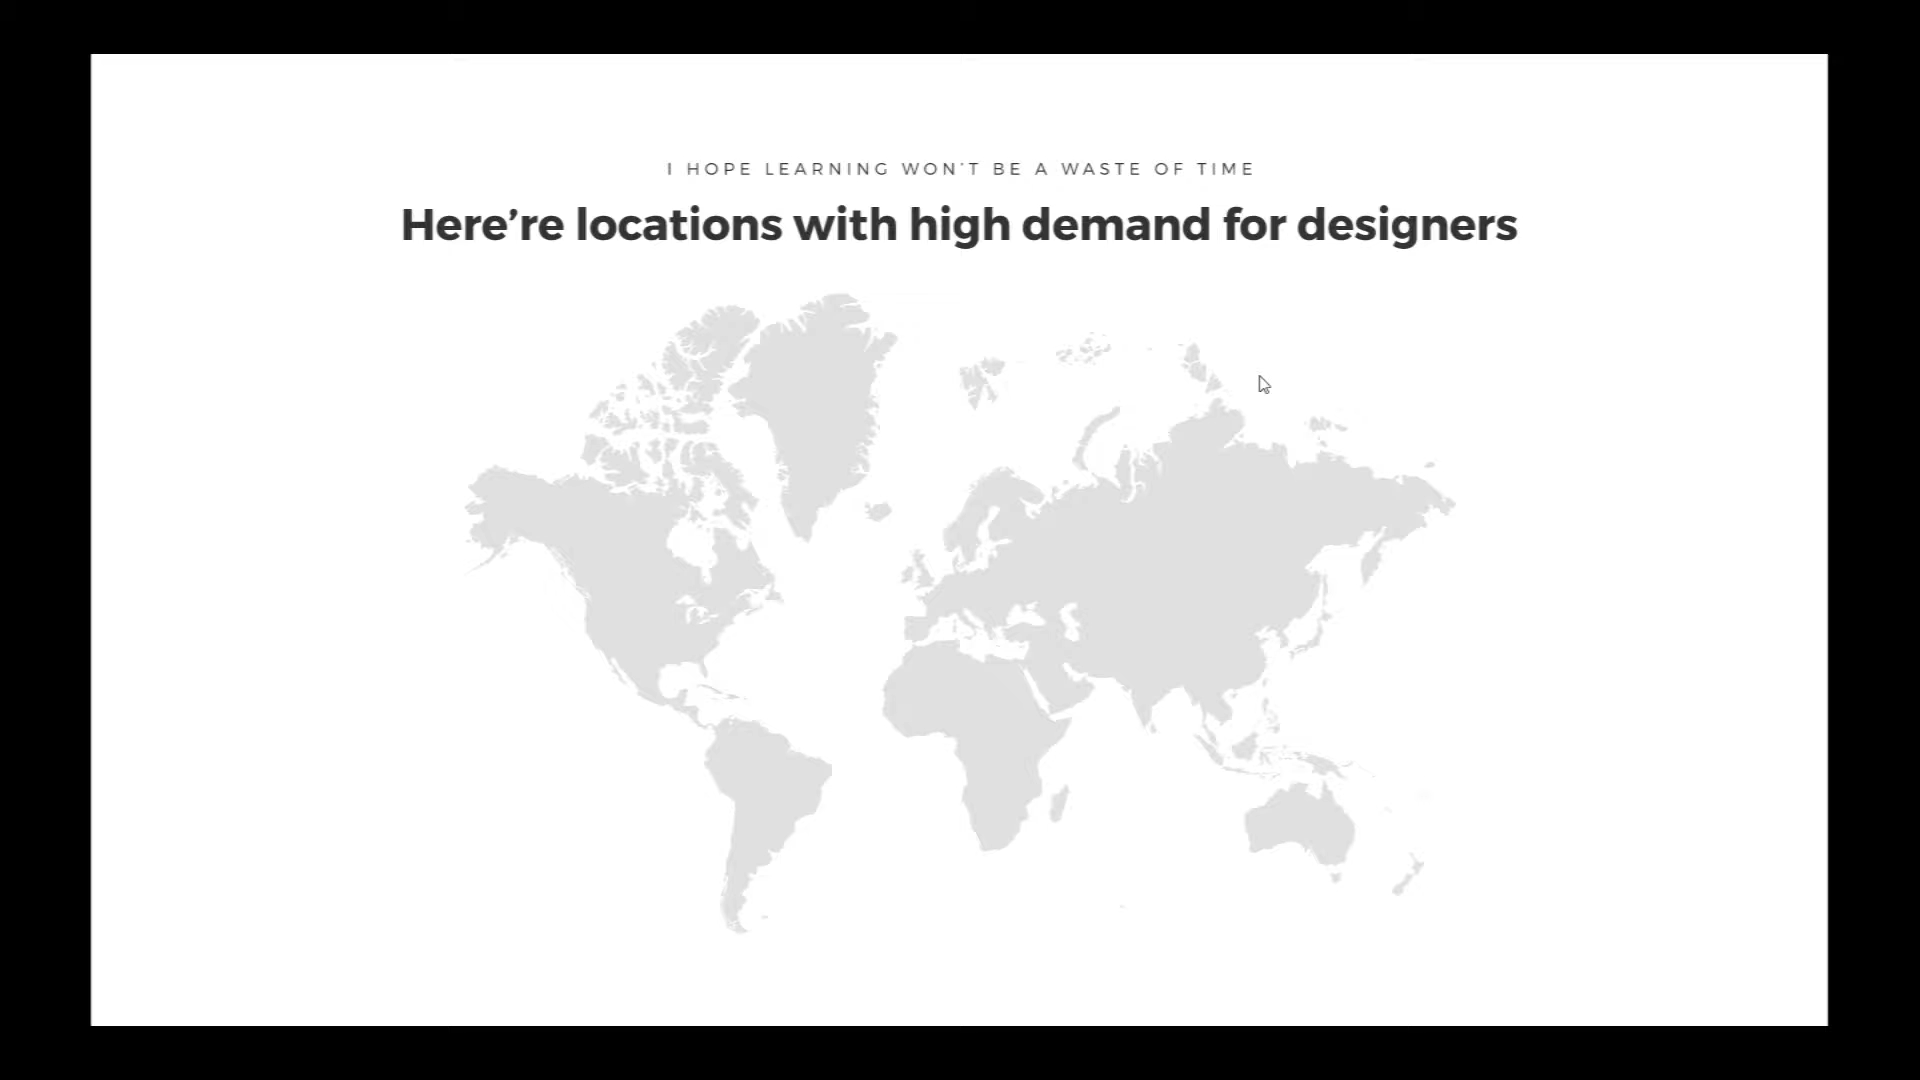 I HOPE LEARNING WON'T BE A WASTE OF TIME
Here’re locations with high demand for designers